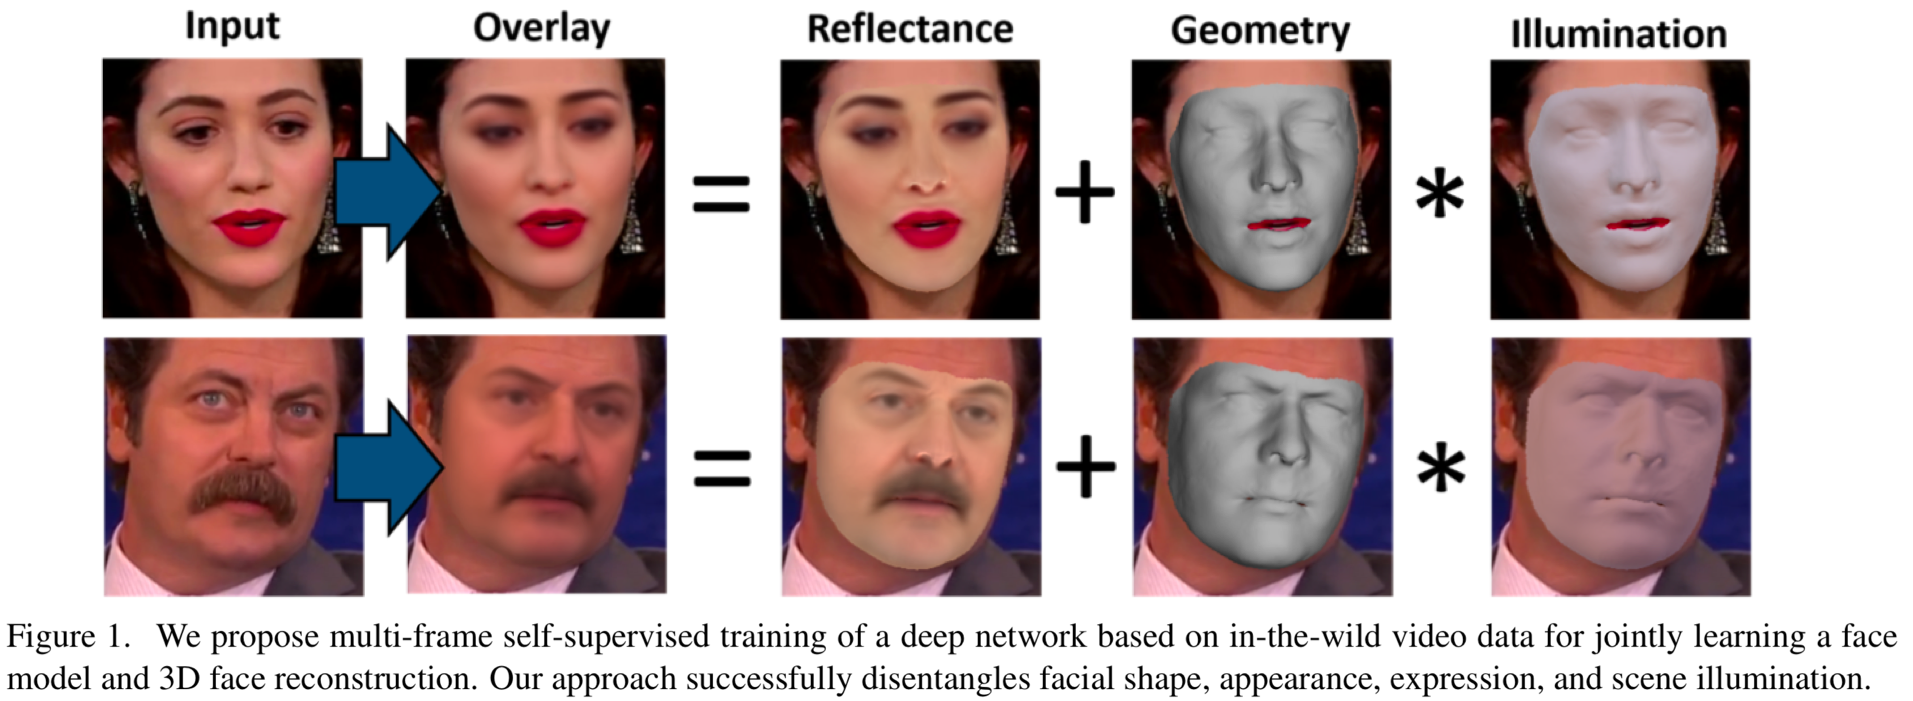 Input Overlay Reflectance Geometry Illumination
= + *
= + *
Figure 1. We propose multi-frame self-supervised training of a deep network based on in-the-wild video data for jointly learning a face
model and 3D face reconstruction. Our approach successfully disentangles facial shape, appearance, expression, and scene illumination.